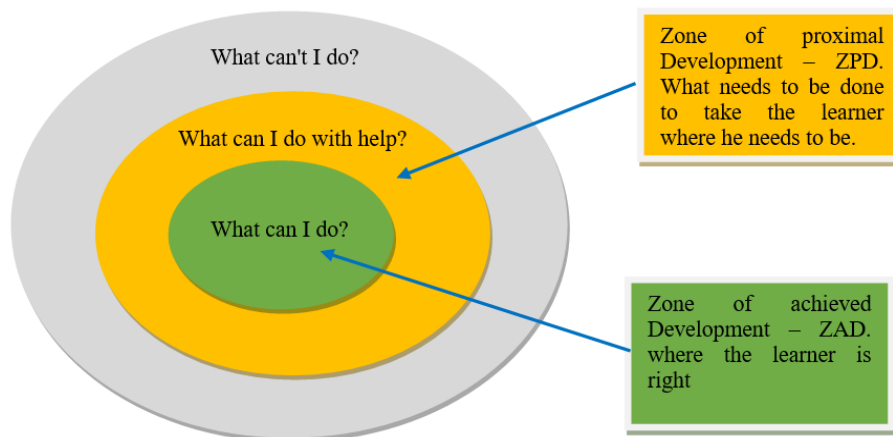 What can't I do?
What can I do with help?
What can I do?
Zone of proximal
Development – ZPD.
What needs to be done
to take the learner
where he needs to be.
Zone of achieved
Development – ZAD.
where the learner is
right